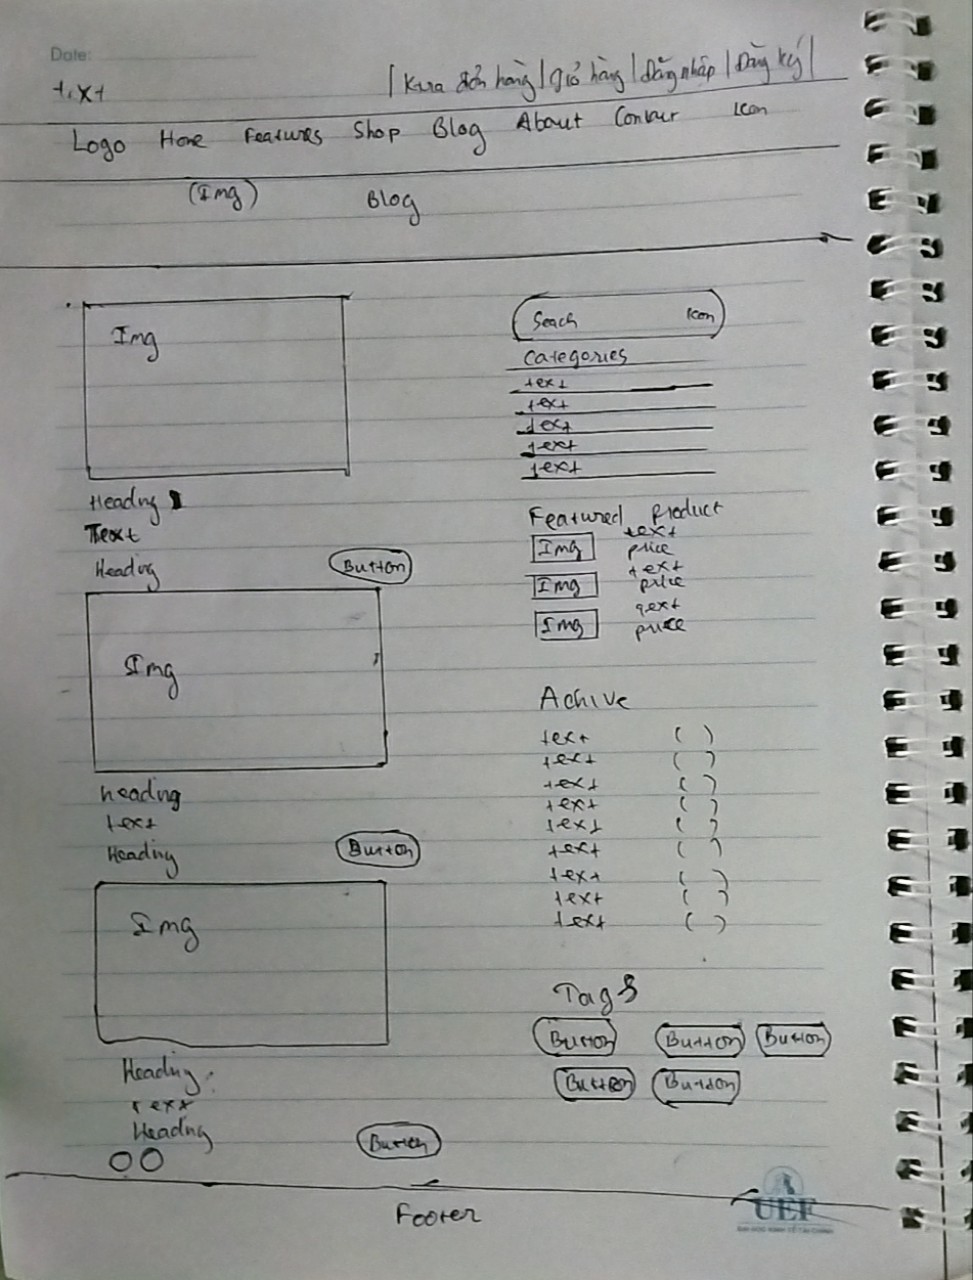 Date:
text
| Kưa đơn hàng | giỏ hàng | Đăng nhập | Đăng ký |
Logo Home Features Shop Blog About Contact Icon
(Img) Blog
Img
Seach Icon
Categories
text
text
text
text
text
Heading
Text
Heading Button
Featured Product
Img text
price
Img text
price
Img text
price
Img
heading
text
Heading Button
Achive
text ( )
text ( )
text ( )
text ( )
text ( )
text ( )
text ( )
text ( )
text ( )
Img
Heading
text
Heading Button
Tags
Button Button Button
Button Button
Footer
UEF